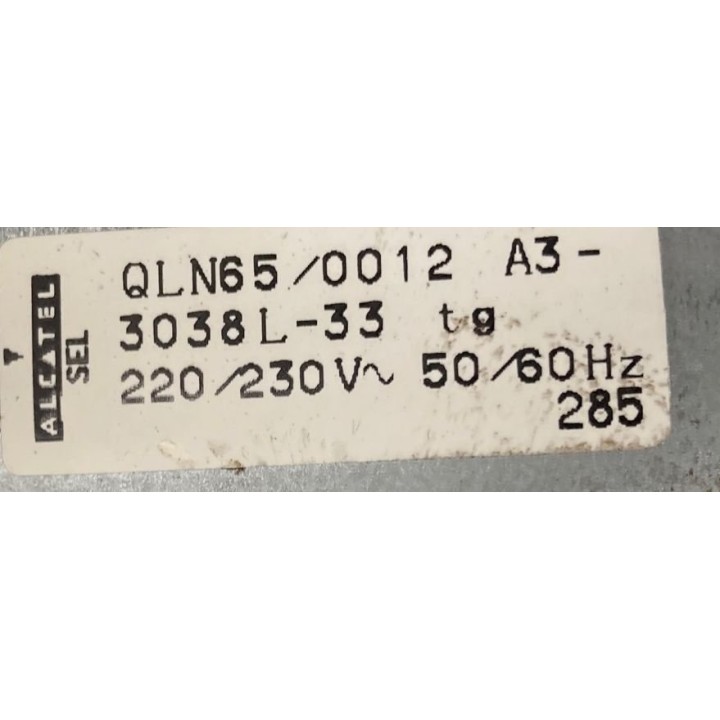 ALCATEL
SEL
QLN65/0012 A3-
3038L-33 tg
220/230V~ 50/60Hz
285